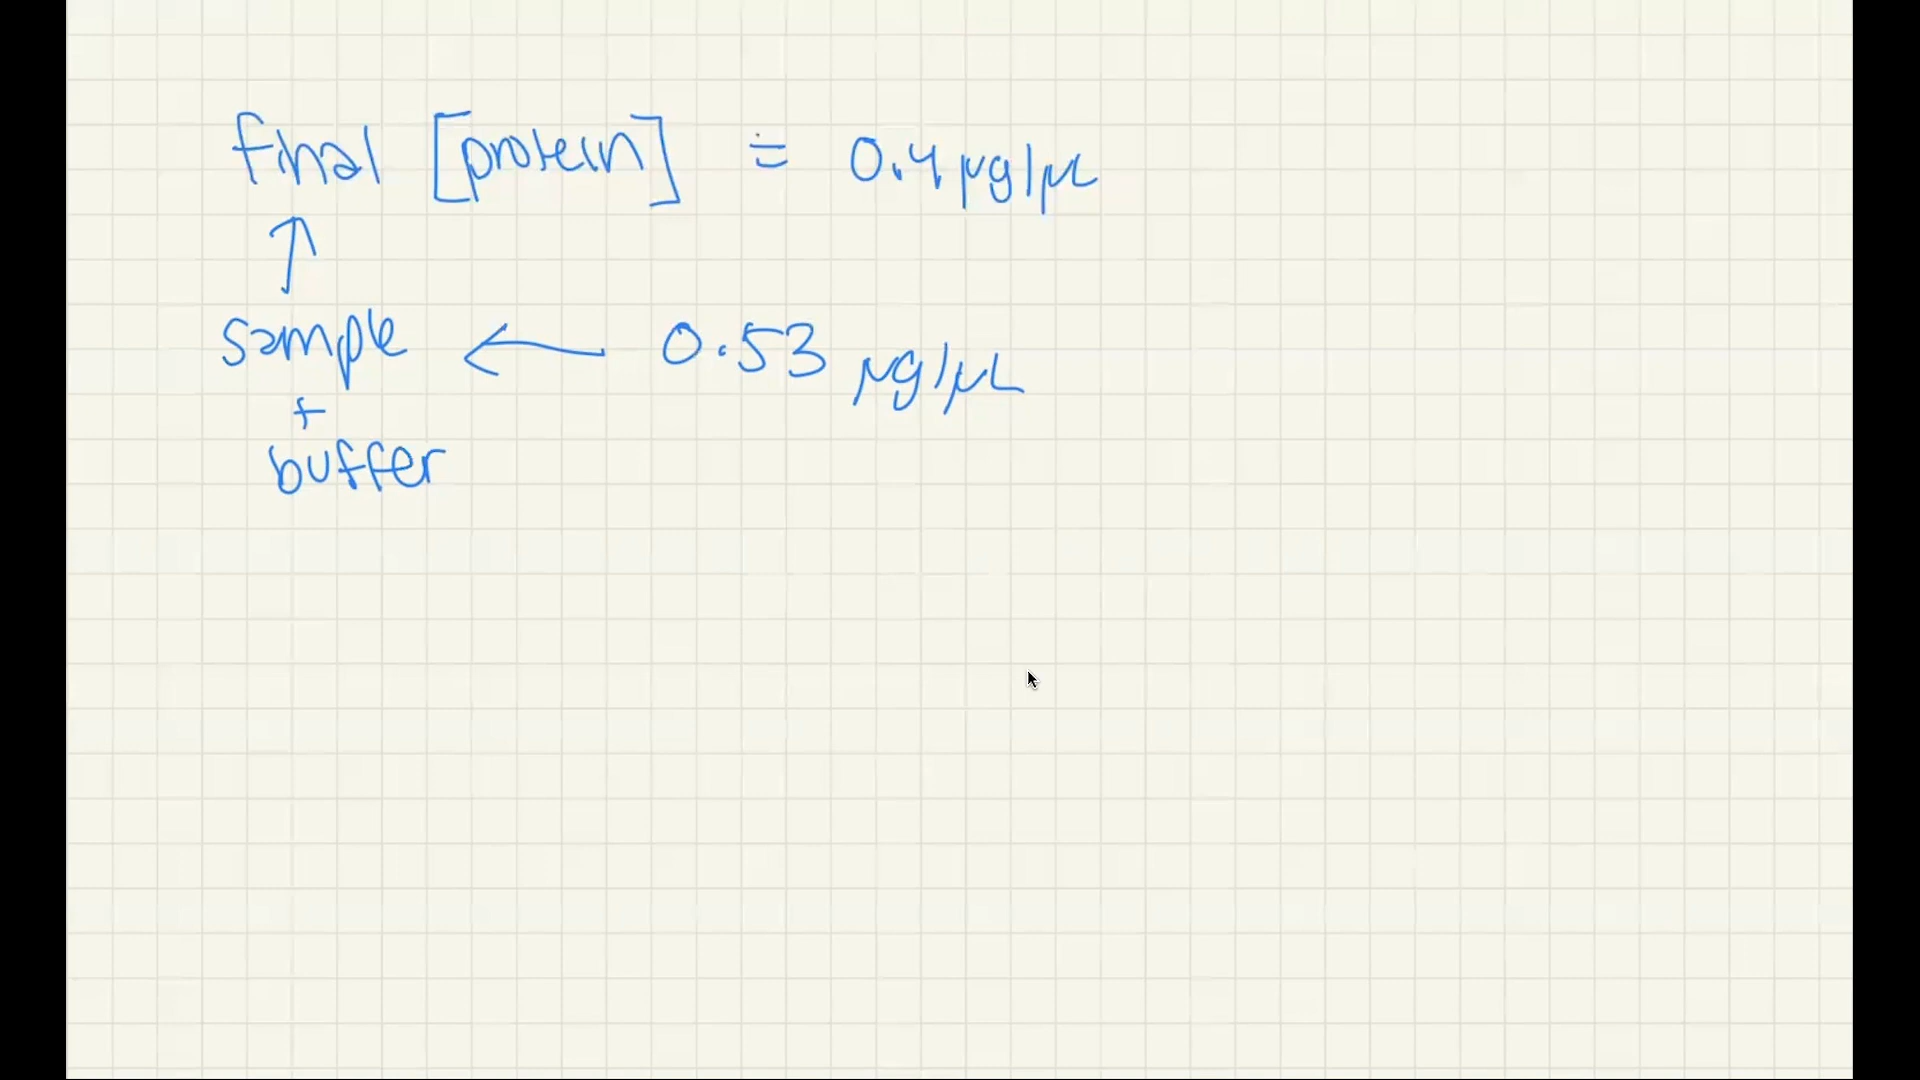 final [protein] = 0.4 µg/µL
↑
sample ← 0.53 µg/µL
+
buffer